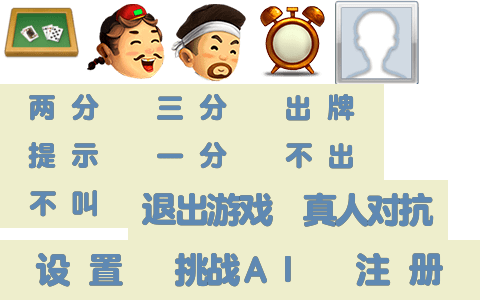 两分 三分 出牌
提示 一分 不出
不叫 退出游戏 真人对抗
设置 挑战AI 注册